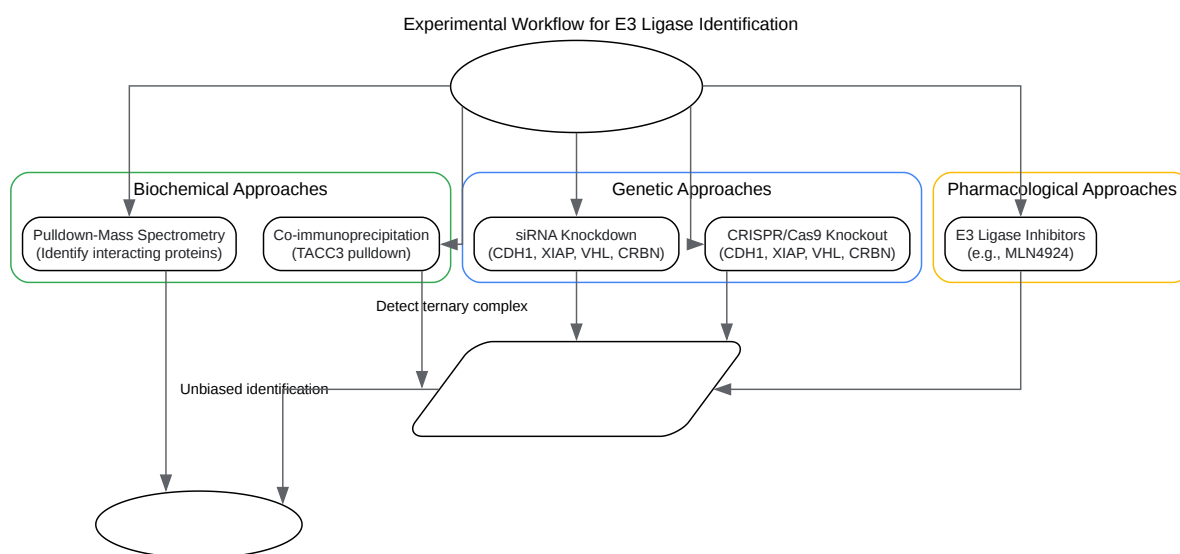 Experimental Workflow for E3 Ligase Identification
Biochemical Approaches
Genetic Approaches
Pharmacological Approaches
Pulldown-Mass Spectrometry
(Identify interacting proteins)
Co-immunoprecipitation
(TACC3 pulldown)
siRNA Knockdown
(CDH1, XIAP, VHL, CRBN)
CRISPR/Cas9 Knockout
(CDH1, XIAP, VHL, CRBN)
E3 Ligase Inhibitors
(e.g., MLN4924)
Detect ternary complex
Unbiased identification